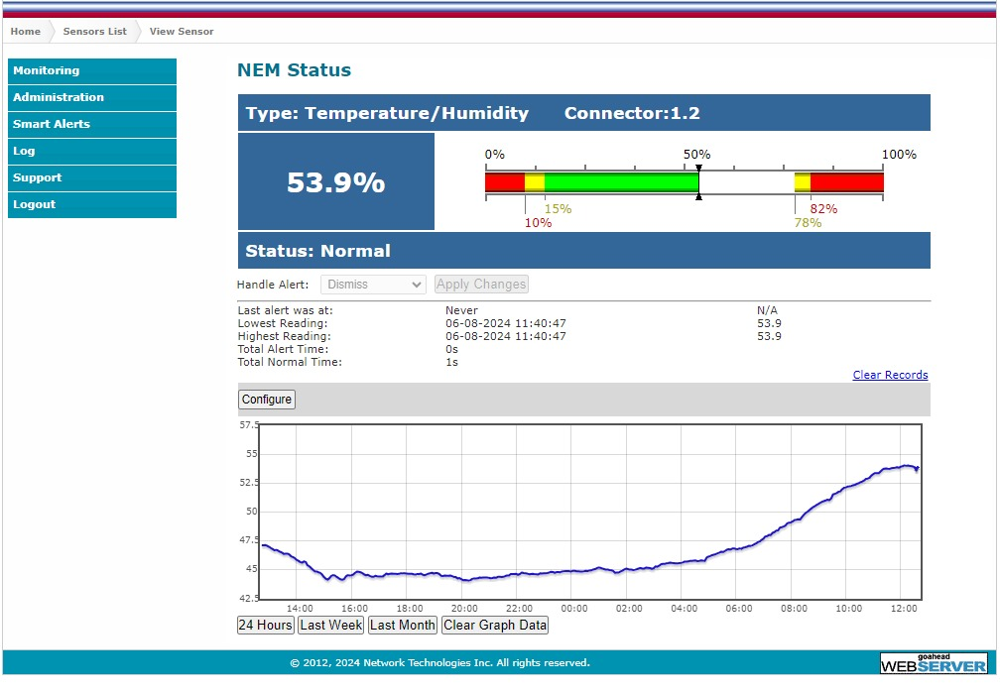 Home Sensors List View Sensor
Monitoring
Administration
Smart Alerts
Log
Support
Logout
NEM Status
Type: Temperature/Humidity Connector:1.2
53.9%
0% 50% 100%
15% 82%
10% 78%
Status: Normal
Handle Alert: Dismiss Apply Changes
Last alert was at: Never N/A
Lowest Reading: 06-08-2024 11:40:47 53.9
Highest Reading: 06-08-2024 11:40:47 53.9
Total Alert Time: 0s
Total Normal Time: 1s
Clear Records
Configure
57.5
55
52.5
50
47.5
45
42.5
14:00 16:00 18:00 20:00 22:00 00:00 02:00 04:00 06:00 08:00 10:00 12:00
24 Hours Last Week Last Month Clear Graph Data
© 2012, 2024 Network Technologies Inc. All rights reserved.
goahead
WEBSERVER